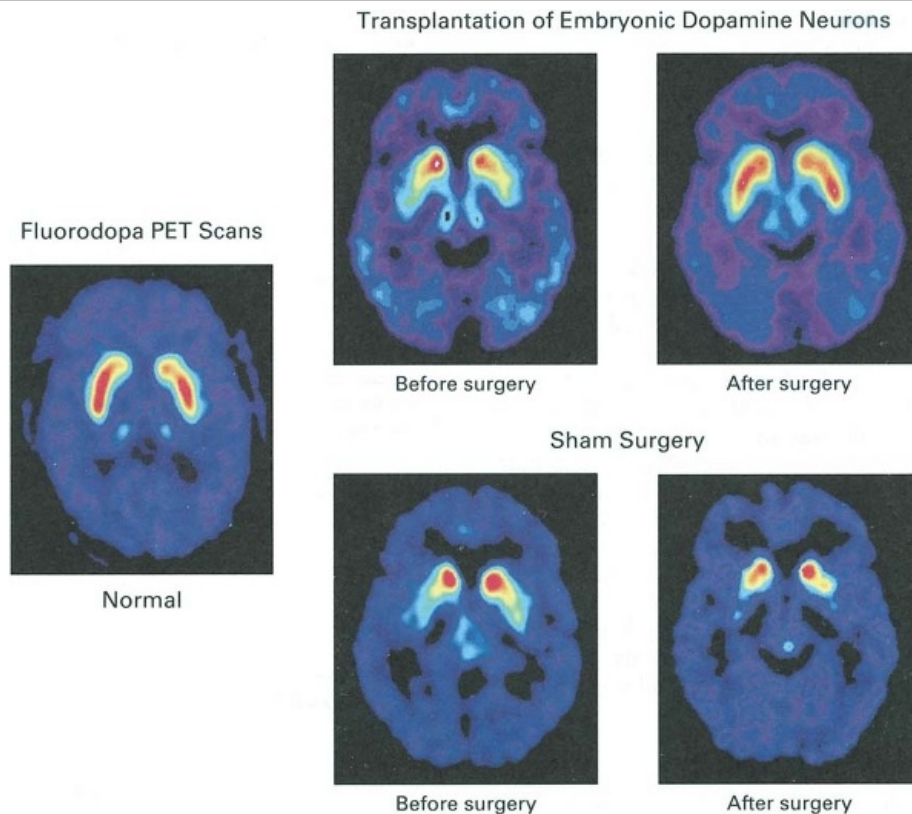 Transplantation of Embryonic Dopamine Neurons
Fluorodopa PET Scans
Before surgery
After surgery
Sham Surgery
Normal
Before surgery
After surgery